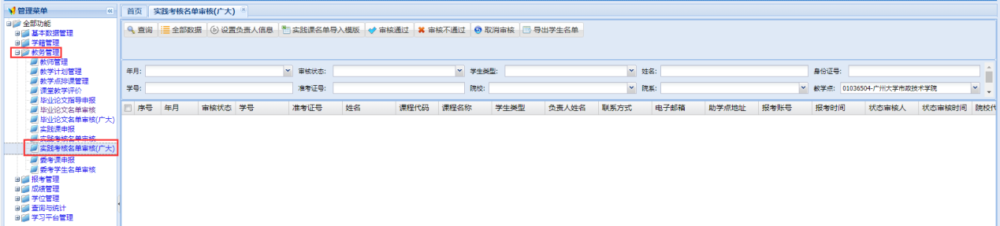 管理菜单
全部功能
基本数据管理
学籍管理
教务管理
教师管理
教学计划管理
教学点排课管理
课堂教学评价
毕业论文指导申报
毕业论文名单审核
毕业论文名单审核(广大)
实践课申报
实践考核名单审核
实践考核名单审核(广大)
委考课申报
委考学生名单审核
报考管理
成绩管理
学位管理
查询与统计
学习平台管理
首页 实践考核名单审核(广大)
查询 全部数据 设置负责人信息 实践课名单导入模版 审核通过 审核不通过 取消审核 导出学生名单
年月: 审核状态: 学生类型: 姓名: 身份证号:
学号: 准考证号: 院校: 院系: 教学点: 01036504-广州大学市政技术学院
序号 年月 审核状态 学号 准考证号 姓名 课程代码 课程名称 学生类型 负责人姓名 联系方式 电子邮箱 助学点地址 报考账号 报考时间 状态审核人 状态审核时间 院校代